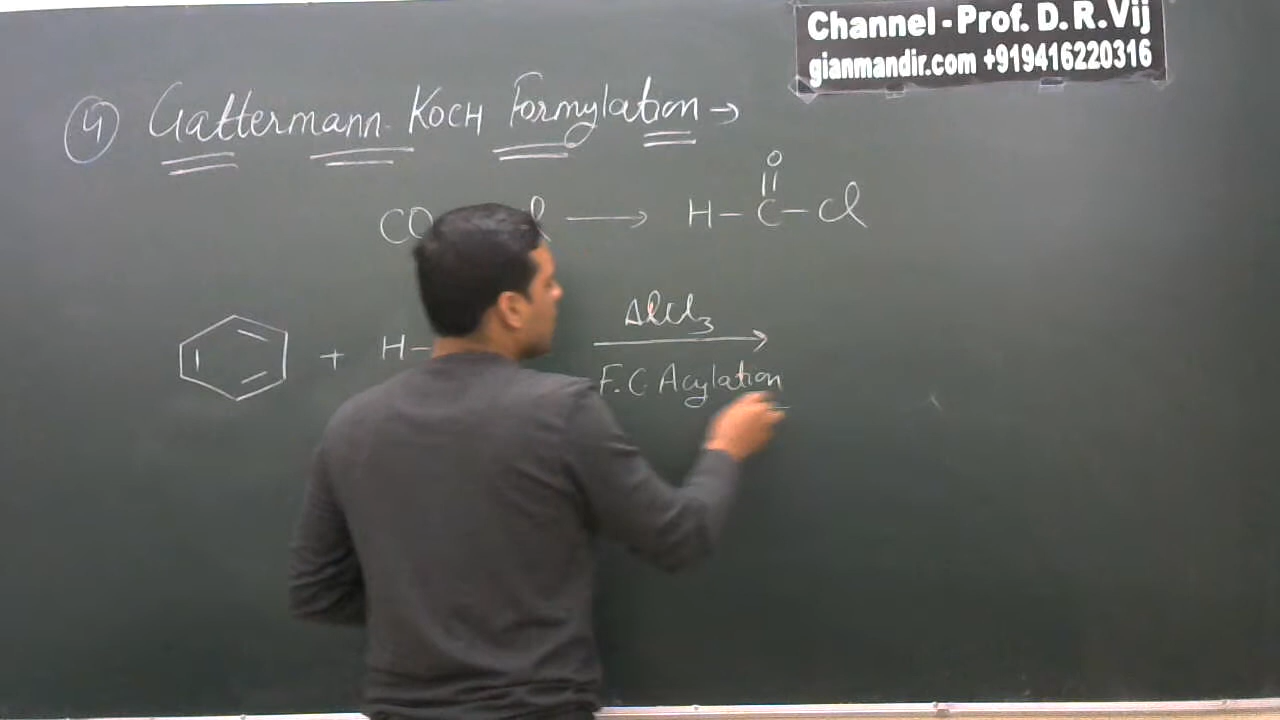 Channel - Prof. D. R. Vij
gianmandir.com +919416220316
4 Gattermann Koch Formylation →
CO l → H - C - Cl
O
+ H - AlCl3 →
F. C Acylation